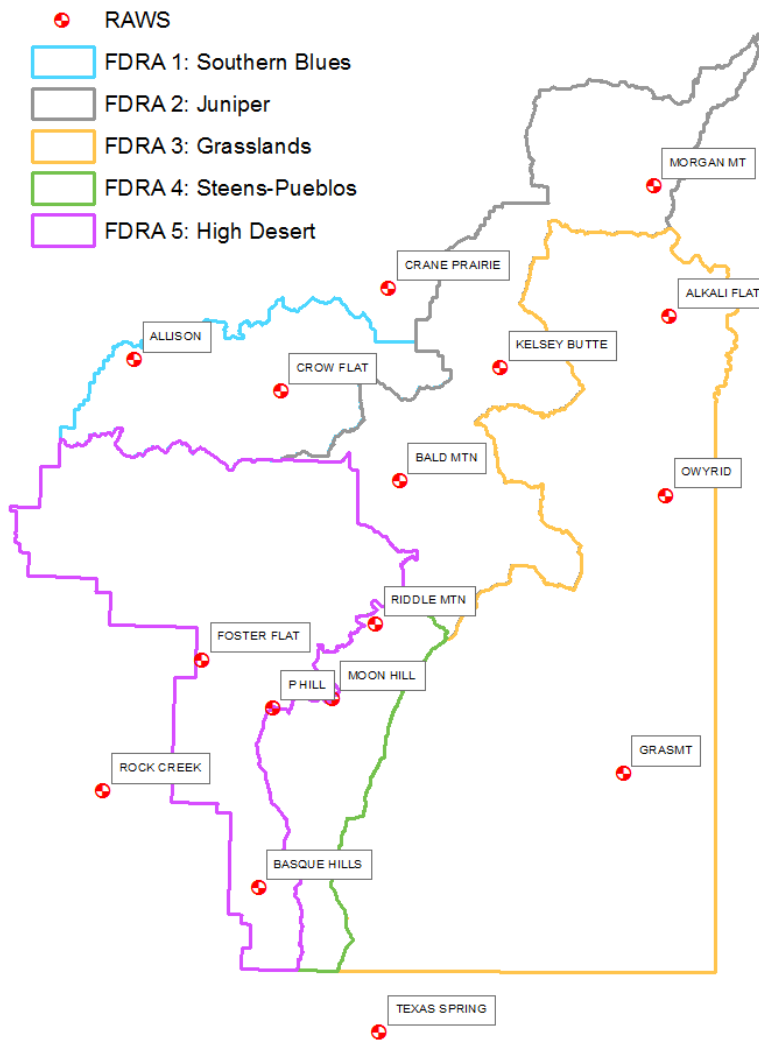 RAWS
FDRA 1: Southern Blues
FDRA 2: Juniper
FDRA 3: Grasslands
FDRA 4: Steens-Pueblos
FDRA 5: High Desert
MORGAN MT
CRANE PRAIRIE
ALKALI FLAT
ALLISON
KELSEY BUTTE
CROW FLAT
BALD MTN
OWYRID
RIDDLE MTN
FOSTER FLAT
MOON HILL
P HILL
GRASMT
ROCK CREEK
BASQUE HILLS
TEXAS SPRING